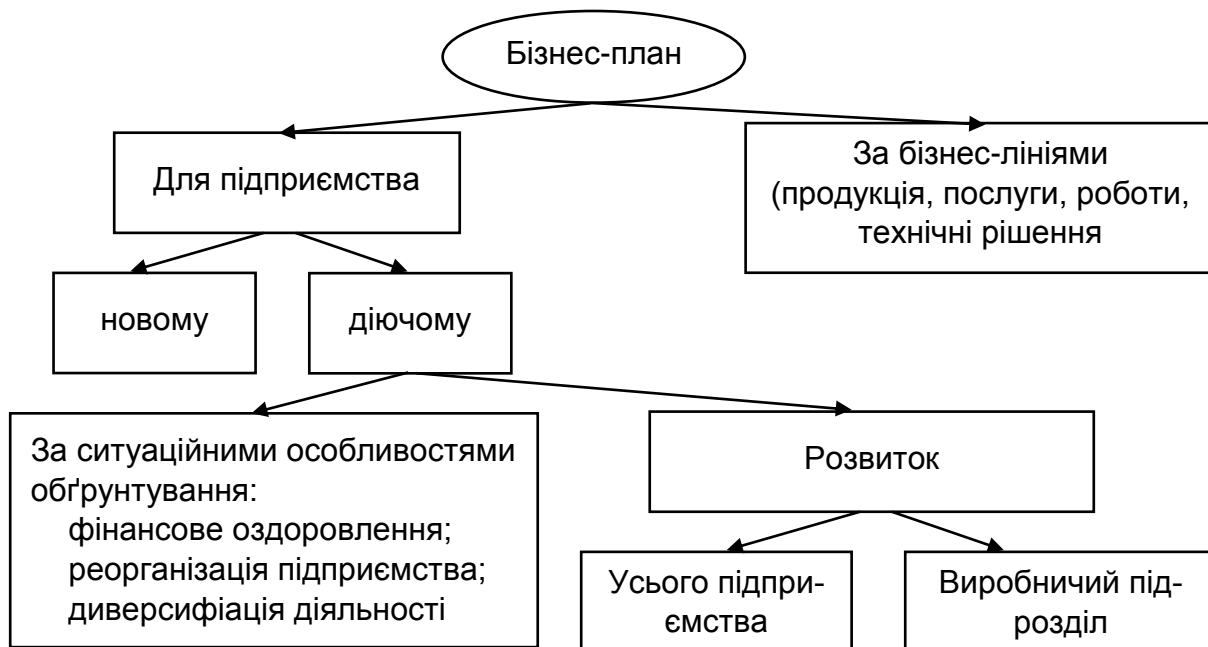 Бізнес-план
Для підприємства
За бізнес-лініями
(продукція, послуги, роботи,
технічні рішення
новому
діючому
За ситуаційними особливостями
обґрунтування:
фінансове оздоровлення;
реорганізація підприємства;
диверсифіація діяльності
Розвиток
Усього підпри-
ємства
Виробничий під-
розділ